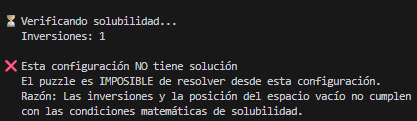 ⏳ Verificando solubilidad...
Inversiones: 1
❌ Esta configuración NO tiene solución
El puzzle es IMPOSIBLE de resolver desde esta configuración.
Razón: Las inversiones y la posición del espacio vacío no cumplen
con las condiciones matemáticas de solubilidad.